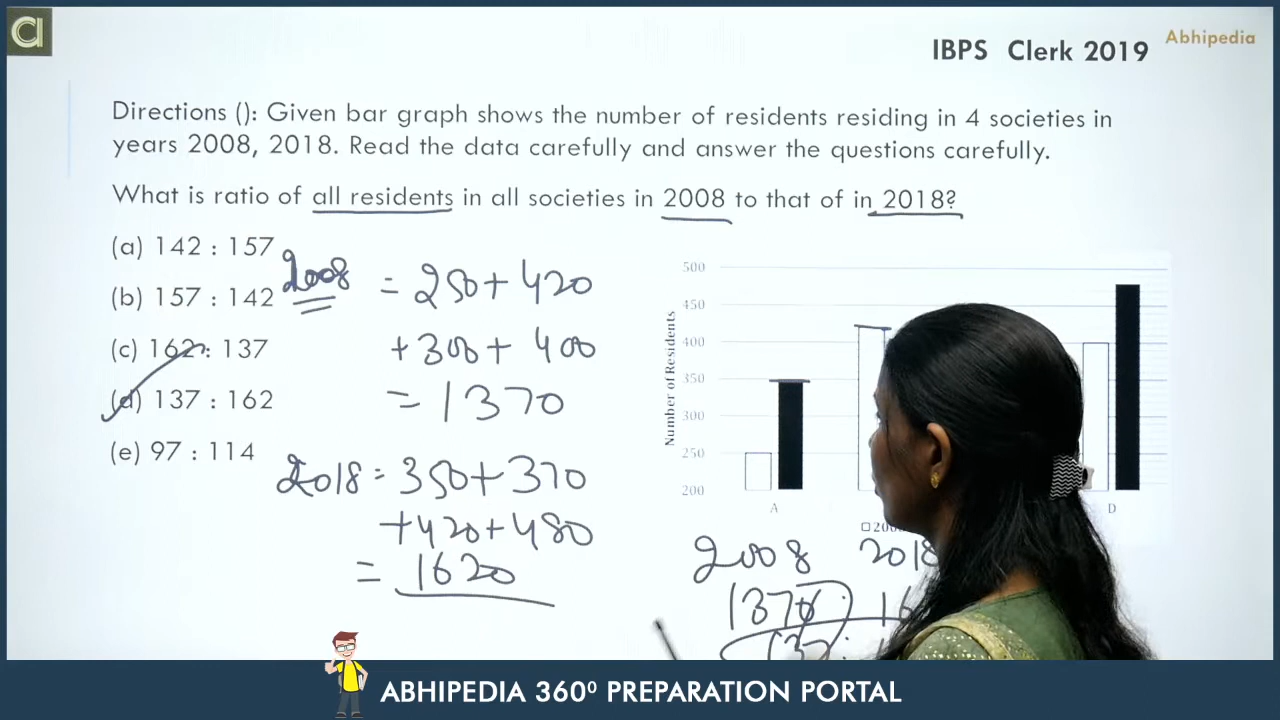 a
IBPS Clerk 2019
Abhipedia
Directions (): Given bar graph shows the number of residents residing in 4 societies in
years 2008, 2018. Read the data carefully and answer the questions carefully.
What is ratio of all residents in all societies in 2008 to that of in 2018?
(a) 142 : 157
(b) 157 : 142
(c) 162 : 137
(d) 137 : 162
(e) 97 : 114
2008 = 250 + 420
+ 300 + 400
= 1370
2018 = 350 + 370
+ 420 + 480
= 1620
Number of Residents
500
450
400
350
300
250
200
A
D
2008 2018
1370 :
137 :
ABHIPEDIA 360⁰ PREPARATION PORTAL